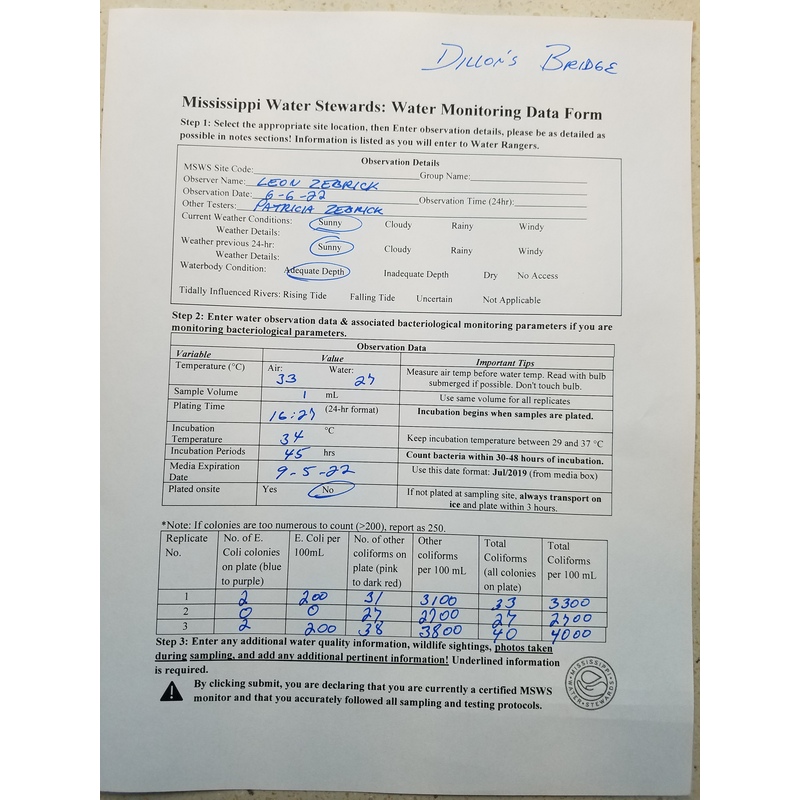 DILLON'S BRIDGE
Mississippi Water Stewards: Water Monitoring Data Form
Step 1: Select the appropriate site location, then Enter observation details, please be as detailed as
possible in notes sections! Information is listed as you will enter to Water Rangers.
Observation Details
MSWS Site Code: Group Name:
Observer Name: LEON ZEBRICK
Observation Date: 6-6-22 Observation Time (24hr):
Other Testers: PATRICIA ZEBRICK
Current Weather Conditions: Sunny Cloudy Rainy Windy
Weather Details:
Weather previous 24-hr: Sunny Cloudy Rainy Windy
Weather Details:
Waterbody Condition: Adequate Depth Inadequate Depth Dry No Access
Tidally Influenced Rivers: Rising Tide Falling Tide Uncertain Not Applicable
Step 2: Enter water observation data & associated bacteriological monitoring parameters if you are
monitoring bacteriological parameters.
Observation Data
Variable Value Important Tips
Temperature (°C) Air: 33 Water: 27 Measure air temp before water temp. Read with bulb
submerged if possible. Don't touch bulb.
Sample Volume 1 mL Use same volume for all replicates
Plating Time 16:27 (24-hr format) Incubation begins when samples are plated.
Incubation
Temperature 34 °C Keep incubation temperature between 29 and 37 °C
Incubation Periods 45 hrs Count bacteria within 30-48 hours of incubation.
Media Expiration
Date 9-5-22 Use this date format: Jul/2019 (from media box)
Plated onsite Yes No If not plated at sampling site, always transport on
ice and plate within 3 hours.
*Note: If colonies are too numerous to count (>200), report as 250.
Replicate No. of E. E. Coli per No. of other Other Total Total
No. Coli colonies 100mL coliforms on coliforms Coliforms Coliforms
on plate (blue plate (pink per 100 mL (all colonies per 100 mL
to purple) to dark red) on plate)
1 2 200 31 3100 33 3300
2 0 0 27 2700 27 2700
3 2 200 38 3800 40 4000
Step 3: Enter any additional water quality information, wildlife sightings, photos taken
during sampling, and add any additional pertinent information! Underlined information
is required.
By clicking submit, you are declaring that you are currently a certified MSWS
monitor and that you accurately followed all sampling and testing protocols.
MISSISSIPPI
WATER STEWARDS